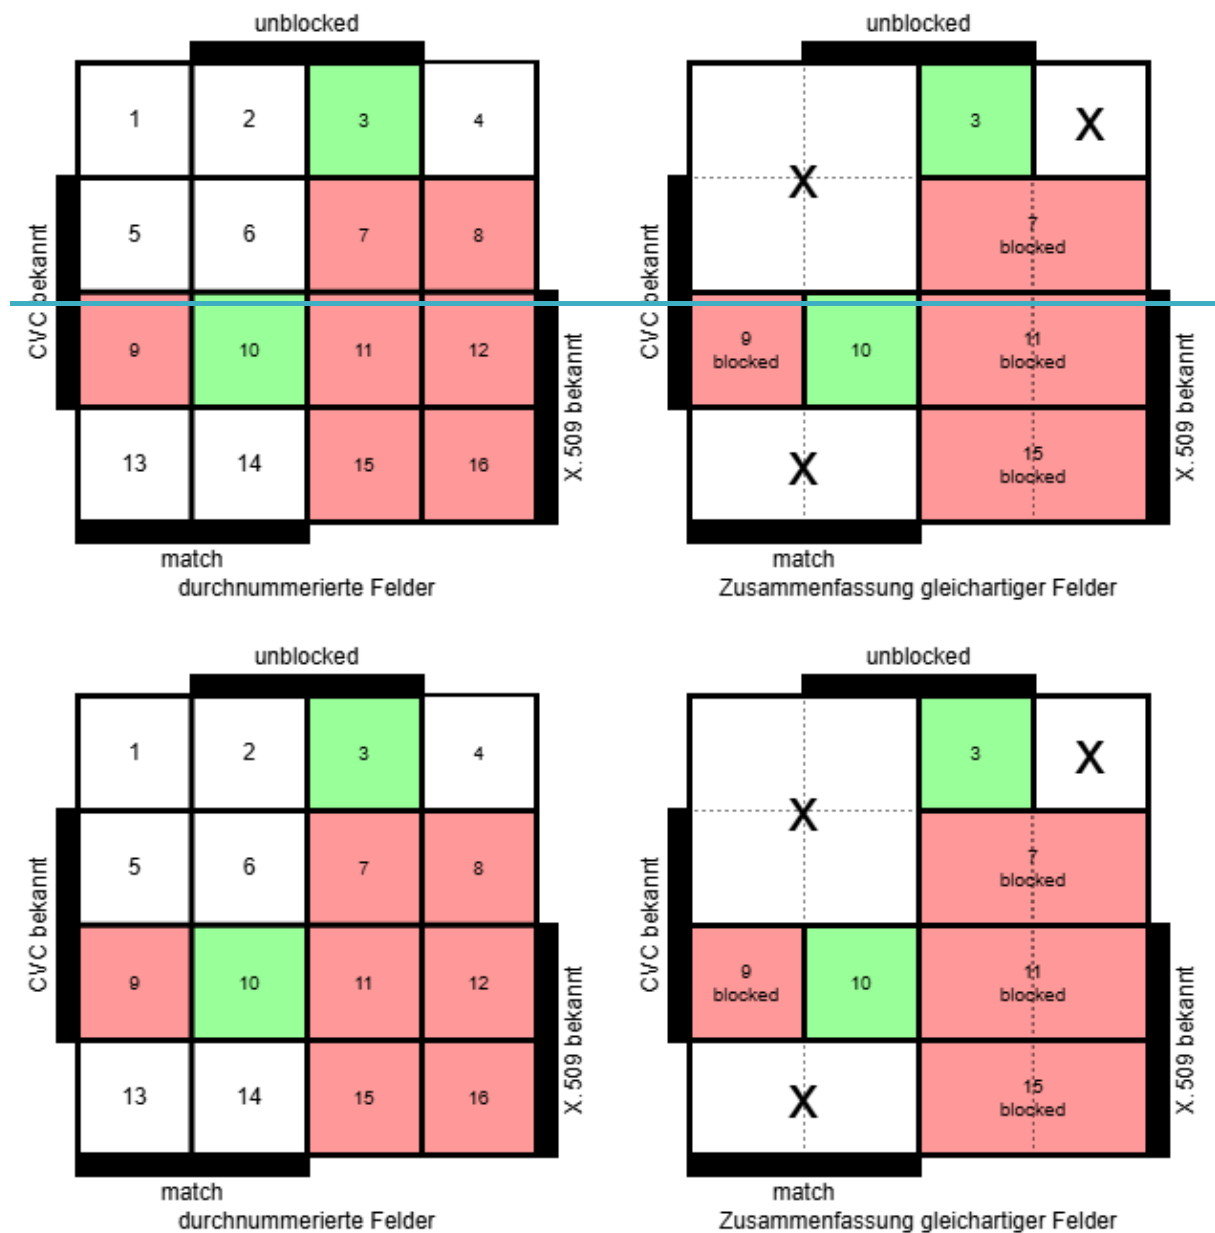 unblocked unblocked
1 2 3 4 3 X
X
CVC bekannt 5 6 7 8 CVC bekannt 7
blocked
9 10 11 12 X.509 bekannt 9
blocked 10 11
blocked X.509 bekannt
13 14 15 16 X 15
blocked
match match
durchnummerierte Felder Zusammenfassung gleichartiger Felder
unblocked unblocked
1 2 3 4 3 X
X
CVC bekannt 5 6 7 8 CVC bekannt 7
blocked
9 10 11 12 X.509 bekannt 9
blocked 10 11
blocked X.509 bekannt
13 14 15 16 X 15
blocked
match match
durchnummerierte Felder Zusammenfassung gleichartiger Felder